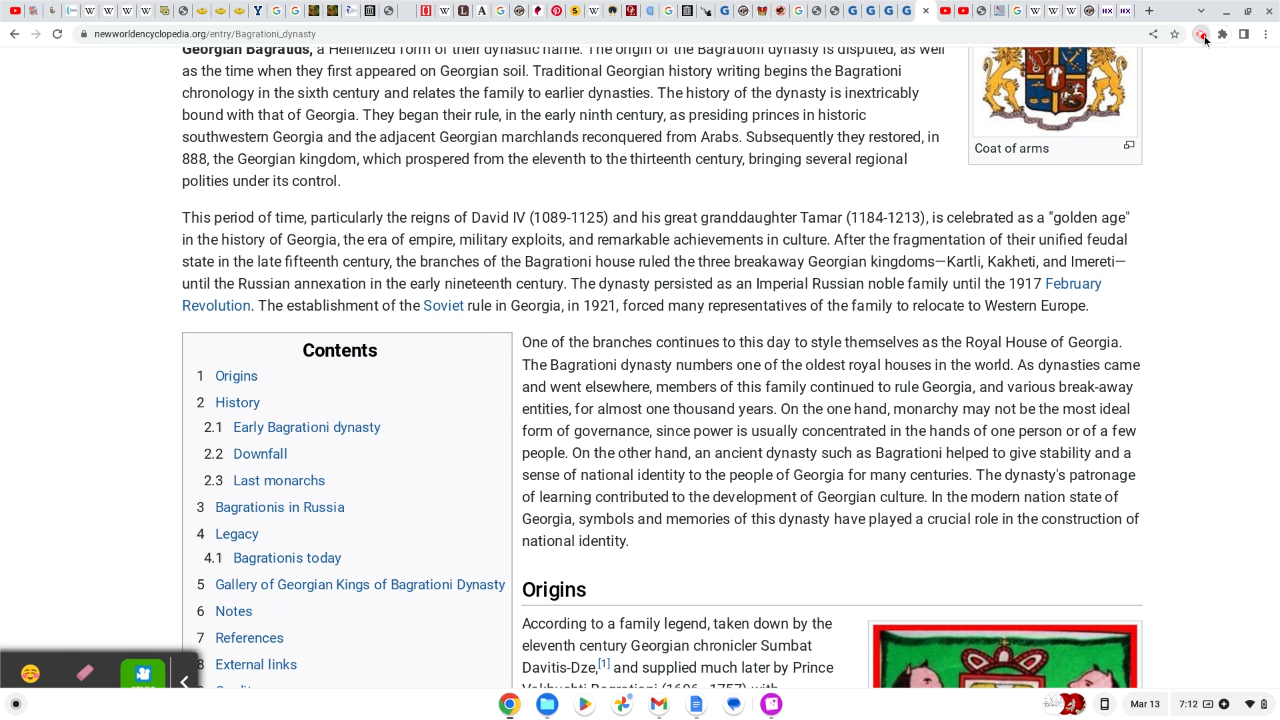 newworldencyclopedia.org/entry/Bagrationi_dynasty
Georgian Bagratids, a Hellenized form of their dynastic name. The origin of the Bagrationi dynasty is disputed, as well
as the time when they first appeared on Georgian soil. Traditional Georgian history writing begins the Bagrationi
chronology in the sixth century and relates the family to earlier dynasties. The history of the dynasty is inextricably
bound with that of Georgia. They began their rule, in the early ninth century, as presiding princes in historic
southwestern Georgia and the adjacent Georgian marchlands reconquered from Arabs. Subsequently they restored, in
888, the Georgian kingdom, which prospered from the eleventh to the thirteenth century, bringing several regional
polities under its control.
Coat of arms
This period of time, particularly the reigns of David IV (1089-1125) and his great granddaughter Tamar (1184-1213), is celebrated as a "golden age"
in the history of Georgia, the era of empire, military exploits, and remarkable achievements in culture. After the fragmentation of their unified feudal
state in the late fifteenth century, the branches of the Bagrationi house ruled the three breakaway Georgian kingdoms—Kartli, Kakheti, and Imereti—
until the Russian annexation in the early nineteenth century. The dynasty persisted as an Imperial Russian noble family until the 1917 February
Revolution. The establishment of the Soviet rule in Georgia, in 1921, forced many representatives of the family to relocate to Western Europe.
Contents
1 Origins
2 History
2.1 Early Bagrationi dynasty
2.2 Downfall
2.3 Last monarchs
3 Bagrationis in Russia
4 Legacy
4.1 Bagrationis today
5 Gallery of Georgian Kings of Bagrationi Dynasty
6 Notes
7 References
8 External links
One of the branches continues to this day to style themselves as the Royal House of Georgia.
The Bagrationi dynasty numbers one of the oldest royal houses in the world. As dynasties came
and went elsewhere, members of this family continued to rule Georgia, and various break-away
entities, for almost one thousand years. On the one hand, monarchy may not be the most ideal
form of governance, since power is usually concentrated in the hands of one person or of a few
people. On the other hand, an ancient dynasty such as Bagrationi helped to give stability and a
sense of national identity to the people of Georgia for many centuries. The dynasty's patronage
of learning contributed to the development of Georgian culture. In the modern nation state of
Georgia, symbols and memories of this dynasty have played a crucial role in the construction of
national identity.
Origins
According to a family legend, taken down by the
eleventh century Georgian chronicler Sumbat
Davitis-Dze,[1] and supplied much later by Prince
Mar 13
7:12